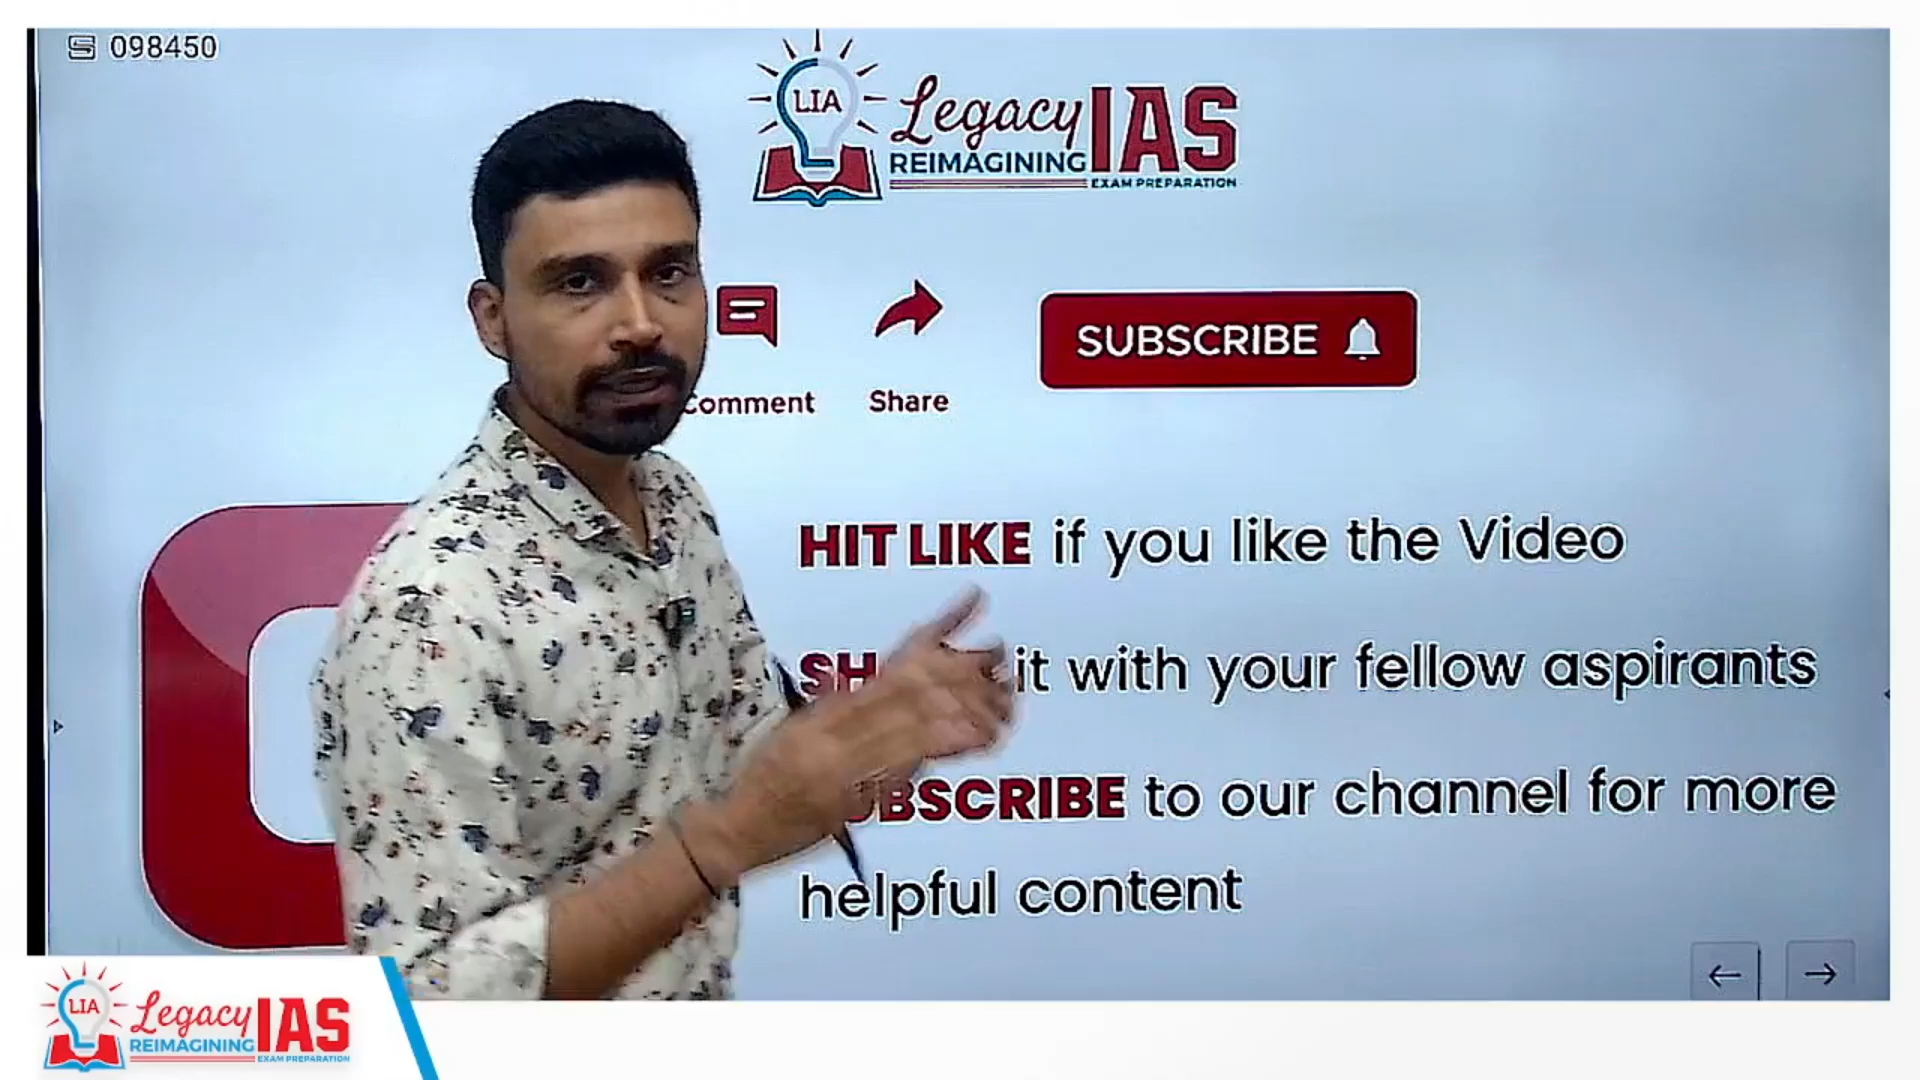 098450
LIA
Legacy IAS
REIMAGINING
EXAM PREPARATION
Comment
Share
SUBSCRIBE
HIT LIKE if you like the Video
it with your fellow aspirants
SUBSCRIBE to our channel for more
helpful content
LIA
Legacy IAS
REIMAGINING
EXAM PREPARATION